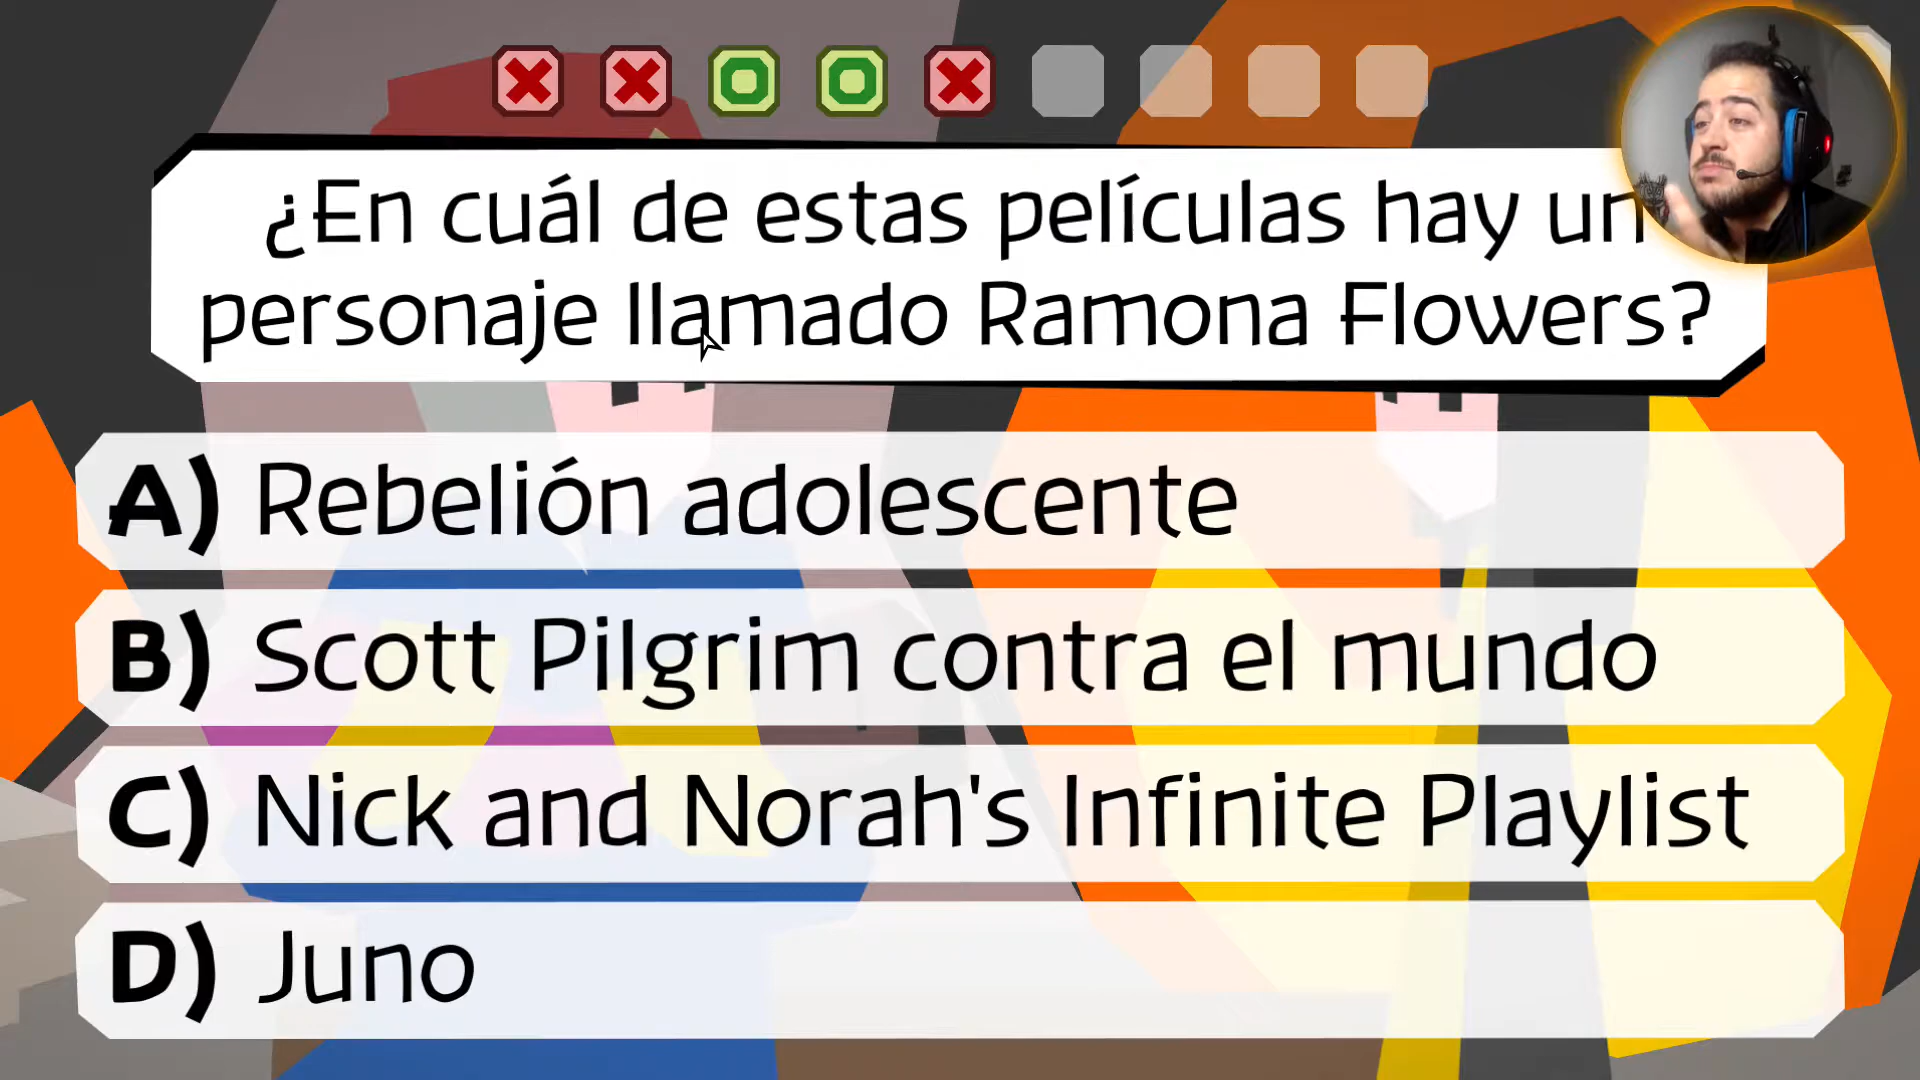 ¿En cuál de estas películas hay un
personaje llamado Ramona Flowers?
A) Rebelión adolescente
B) Scott Pilgrim contra el mundo
C) Nick and Norah's Infinite Playlist
D) Juno